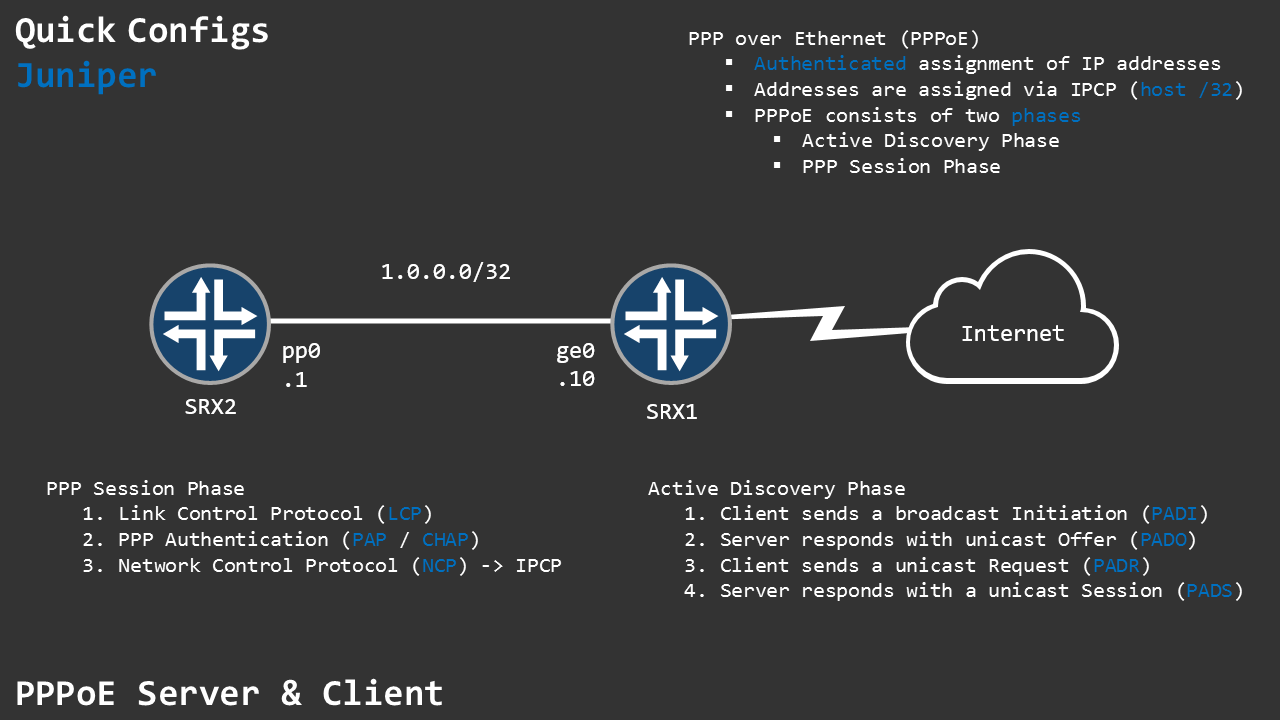 Quick Configs
Juniper
PPP over Ethernet (PPPoE)
▪ Authenticated assignment of IP addresses
▪ Addresses are assigned via IPCP (host /32)
▪ PPPoE consists of two phases
▪ Active Discovery Phase
▪ PPP Session Phase
1.0.0.0/32
pp0
.1
SRX2
ge0
.10
SRX1
Internet
PPP Session Phase
1. Link Control Protocol (LCP)
2. PPP Authentication (PAP / CHAP)
3. Network Control Protocol (NCP) -> IPCP
Active Discovery Phase
1. Client sends a broadcast Initiation (PADI)
2. Server responds with unicast Offer (PADO)
3. Client sends a unicast Request (PADR)
4. Server responds with a unicast Session (PADS)
PPPoE Server & Client